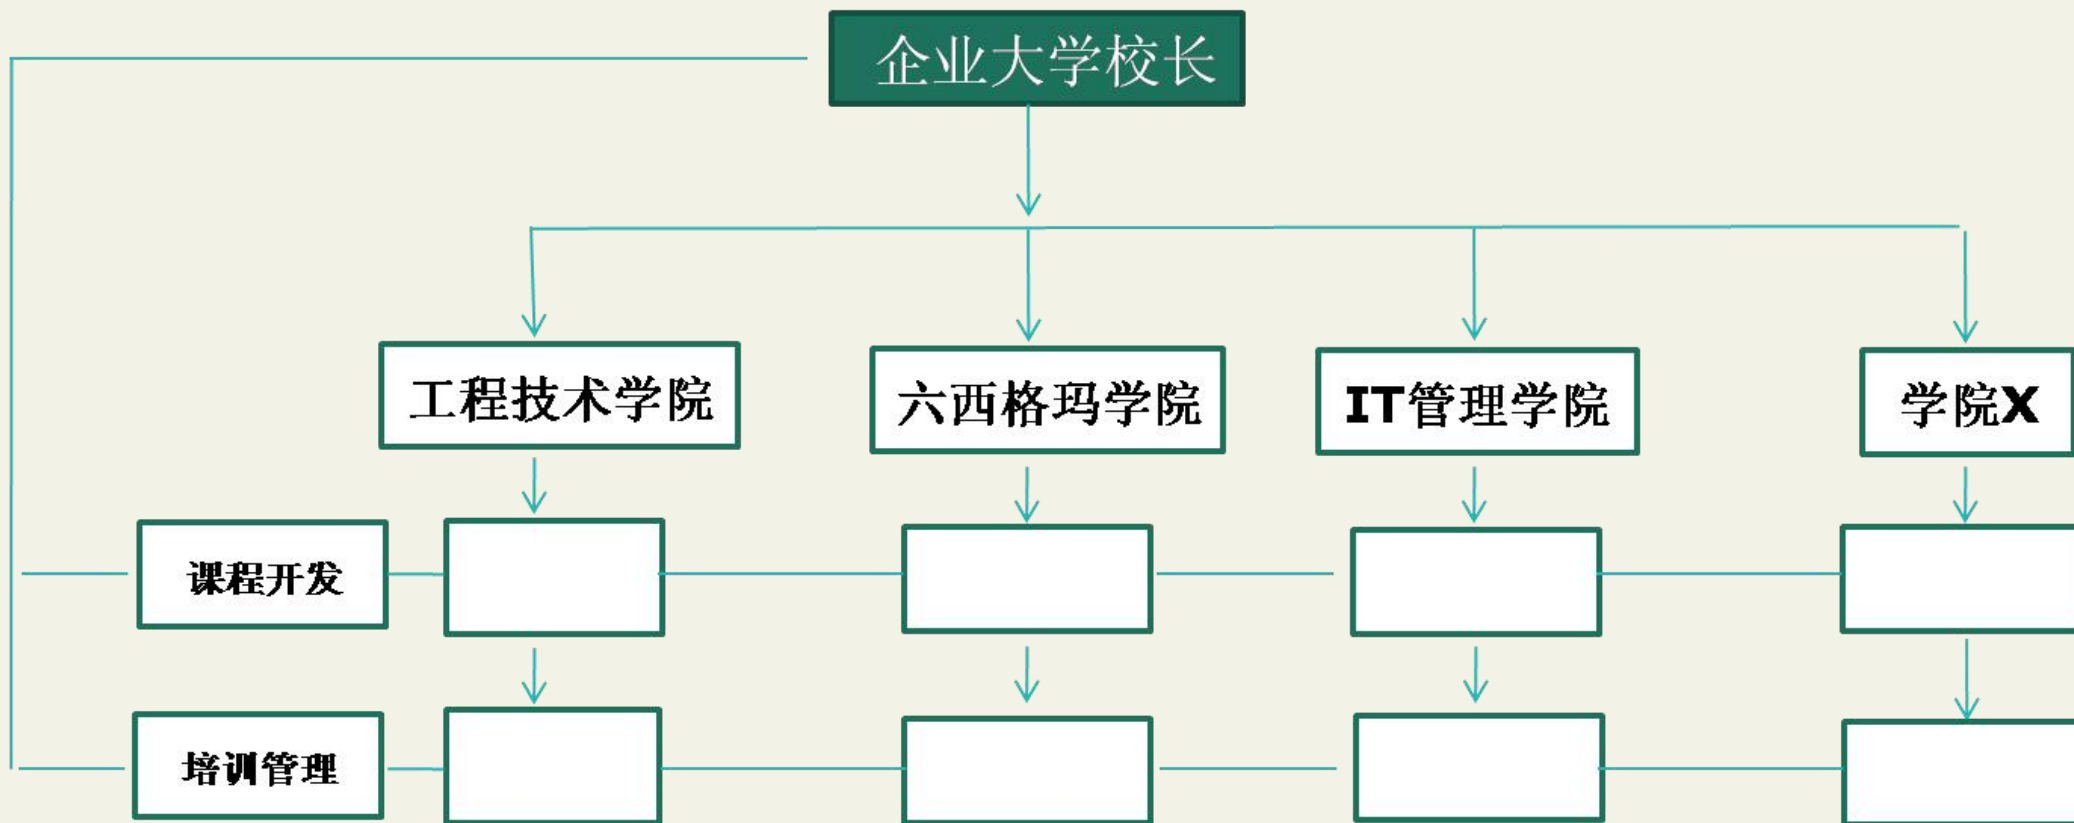 企业大学校长
工程技术学院
六西格玛学院
IT管理学院
学院X
课程开发
培训管理